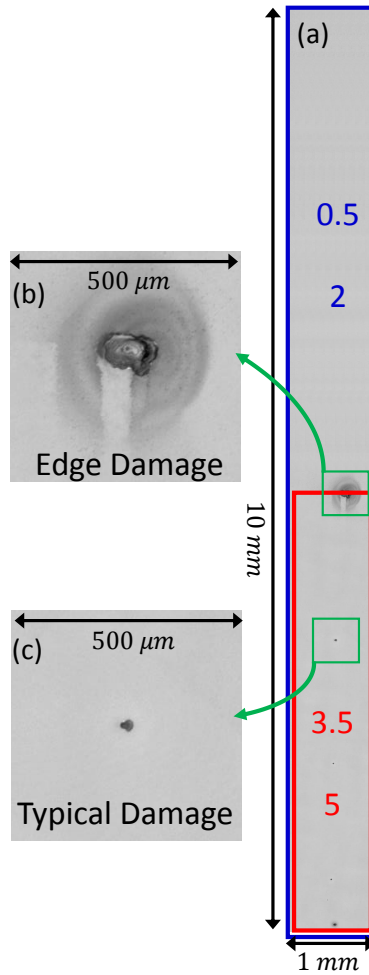 (a)
0.5
2
10 mm
3.5
5
1 mm
500 μm
(b)
Edge Damage
500 μm
(c)
Typical Damage